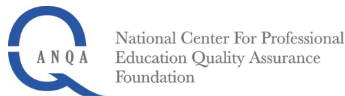 ANQA
National Center For Professional
Education Quality Assurance
Foundation